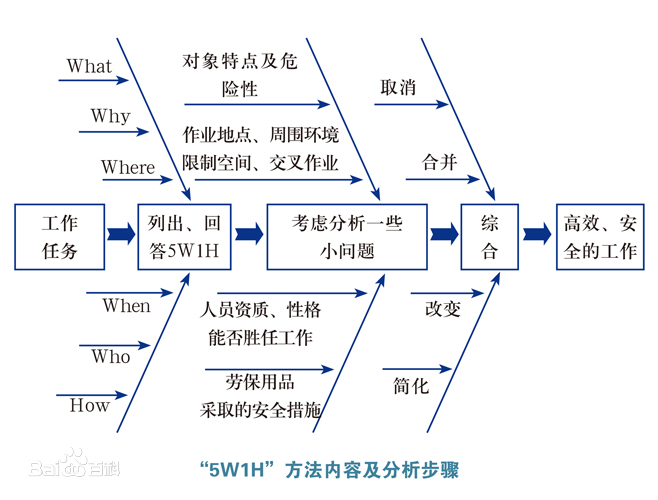 What
Why
Where
对象特点及危
险性
作业地点、周围环境
限制空间、交叉作业
取消
合并
工作
任务
列出、回
答5W1H
考虑分析一些
小问题
综
合
高效、安
全的工作
When
Who
How
人员资质、性格
能否胜任工作
劳保用品
采取的安全措施
改变
简化
“5W1H”方法内容及分析步骤
Bai百科